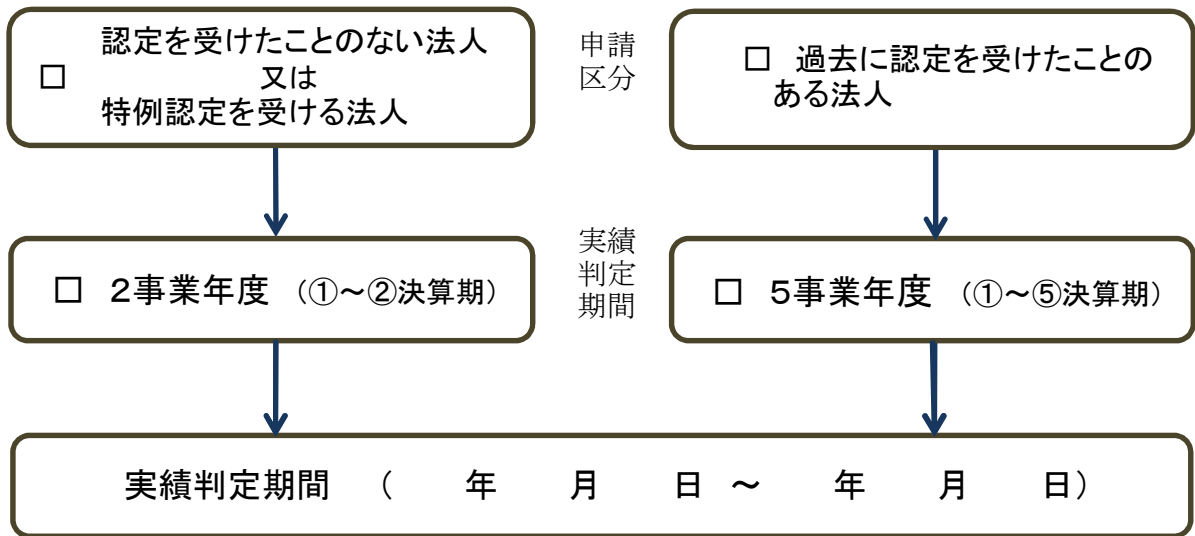 認定を受けたことのない法人
□ 又は
特例認定を受ける法人
申請
区分
□ 過去に認定を受けたことの
ある法人
□ 2事業年度 (①~②決算期)
実績
判定
期間
□ 5事業年度 (①~⑤決算期)
実績判定期間 ( 年 月 日 ~ 年 月 日)